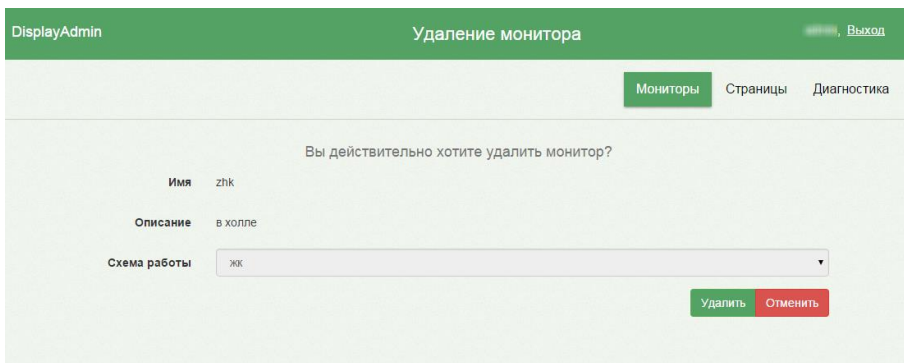 DisplayAdmin Удаление монитора , Выход
Мониторы Страницы Диагностика
Вы действительно хотите удалить монитор?
Имя zhk
Описание в холле
Схема работы жк
Удалить Отменить